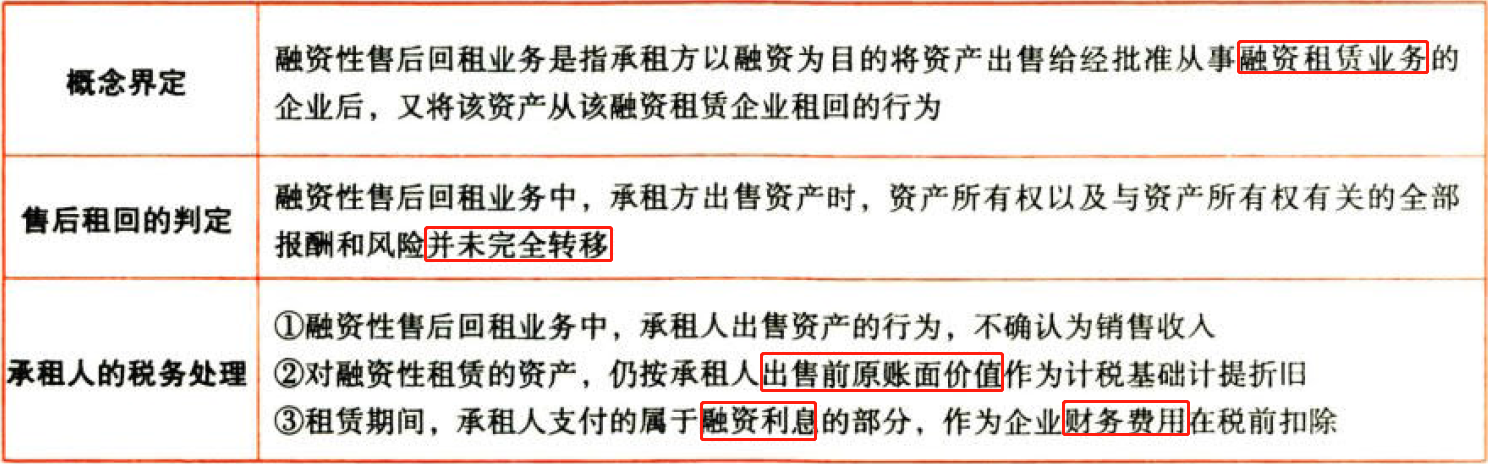 概念界定
融资性售后回租业务是指承租方以融资为目的将资产出售给经批准从事融资租赁业务的
企业后，又将该资产从该融资租赁企业租回的行为
售后租回的判定
融资性售后回租业务中，承租方出售资产时，资产所有权以及与资产所有权有关的全部
报酬和风险并未完全转移
承租人的税务处理
①融资性售后回租业务中，承租人出售资产的行为，不确认为销售收入
②对融资性租赁的资产，仍按承租人出售前原账面价值作为计税基础计提折旧
③租赁期间，承租人支付的属于融资利息的部分，作为企业财务费用在税前扣除